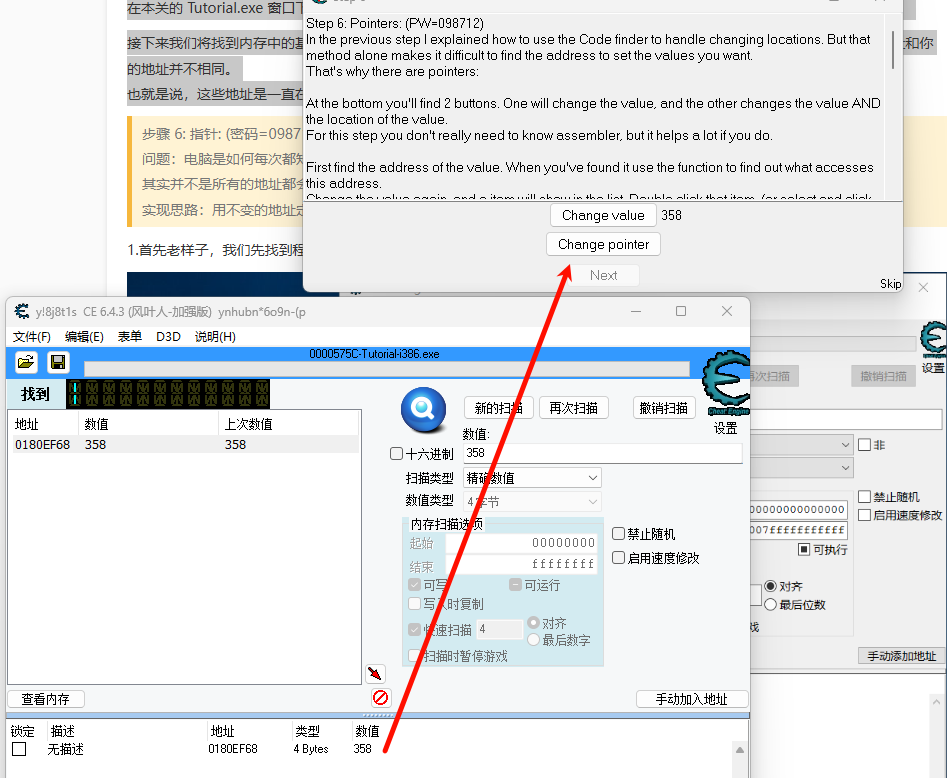 在本关的 Tutorial.exe 窗口下
接下来我们将找到内存中的基
和你
的地址并不相同。
也就是说，这些地址是一直在
步骤 6: 指针: (密码=0987
问题：电脑是如何每次都知
其实并不是所有的地址都会
实现思路：用不变的地址定
1.首先老样子，我们先找到程
Step 6: Pointers: (PW=098712)
In the previous step I explained how to use the Code finder to handle changing locations. But that
method alone makes it difficult to find the address to set the values you want.
That's why there are pointers:
At the bottom you'll find 2 buttons. One will change the value, and the other changes the value AND
the location of the value.
For this step you don't really need to know assembler, but it helps a lot if you do.
First find the address of the value. When you've found it use the function to find out what accesses
this address.
Change the value again, and a item will show in the list. Double click that item. (or select and click
Change value 358
Change pointer
Next
Skip
y!8j8t1s CE 6.4.3 (风叶人-加强版) ynhubn*6o9n-(p
文件(F) 编辑(E) 表单 D3D 说明(H)
0000575C-Tutorial-i386.exe
找到
Cheat Engine
设置
地址 数值 上次数值
0180EF68 358 358
新的扫描 再次扫描 撤销扫描
数值:
十六进制 358
扫描类型 精确数值
数值类型 4 字节
内存扫描选项
起始 00000000
结束 ffffffff
可写 可运行
写入时复制
快速扫描 4 对齐
最后数字
扫描时暂停游戏
禁止随机
启用速度修改
查看内存 手动加入地址
锁定 描述 地址 类型 数值
无描述 0180EF68 4 Bytes 358
设置
次扫描 撤销扫描
非
禁止随机
启用速度修改
00000000000000
007fffffffffff
可执行
对齐
最后位数
戏
手动添加地址